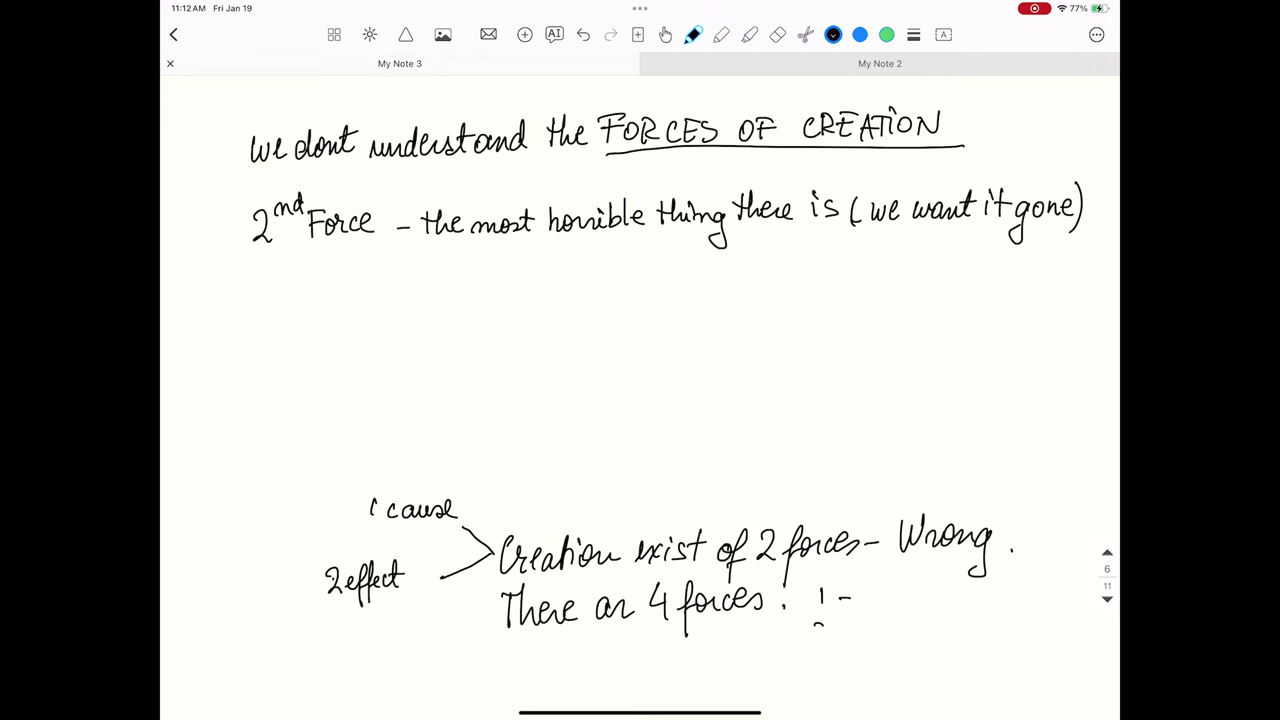 11:12 AM Fri Jan 19
77%
AI
A
My Note 3
My Note 2
We dont understand the FORCES OF CREATION
2nd Force - the most horrible thing there is (we want it gone)
1 cause
Creation exist of 2 forces - Wrong.
2 effect
There ar 4 forces: 1 -
6
11